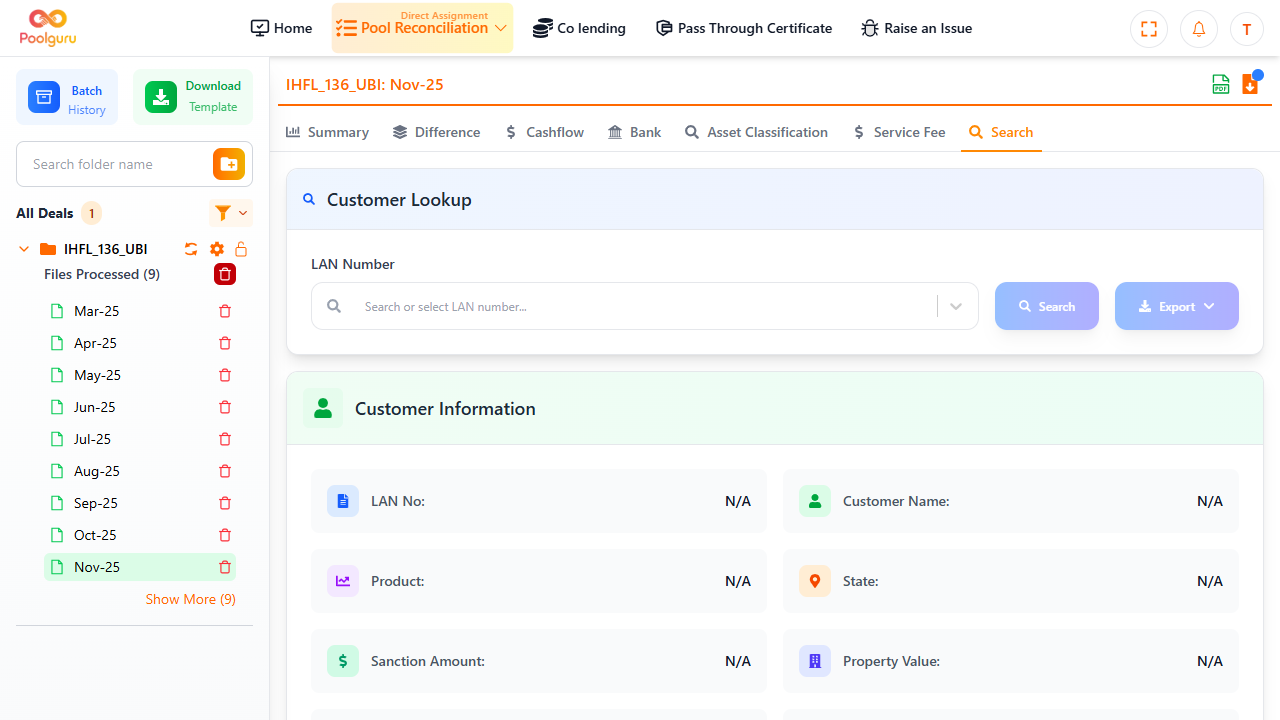 Poolguru
Home
Direct Assignment
Pool Reconciliation
Co lending
Pass Through Certificate
Raise an Issue
T
Batch
History
Download
Template
Search folder name
All Deals 1
IHFL_136_UBI
Files Processed (9)
Mar-25
Apr-25
May-25
Jun-25
Jul-25
Aug-25
Sep-25
Oct-25
Nov-25
Show More (9)
IHFL_136_UBI: Nov-25
PDF
Summary
Difference
Cashflow
Bank
Asset Classification
Service Fee
Search
Customer Lookup
LAN Number
Search or select LAN number...
Search
Export
Customer Information
LAN No: N/A
Customer Name: N/A
Product: N/A
State: N/A
Sanction Amount: N/A
Property Value: N/A